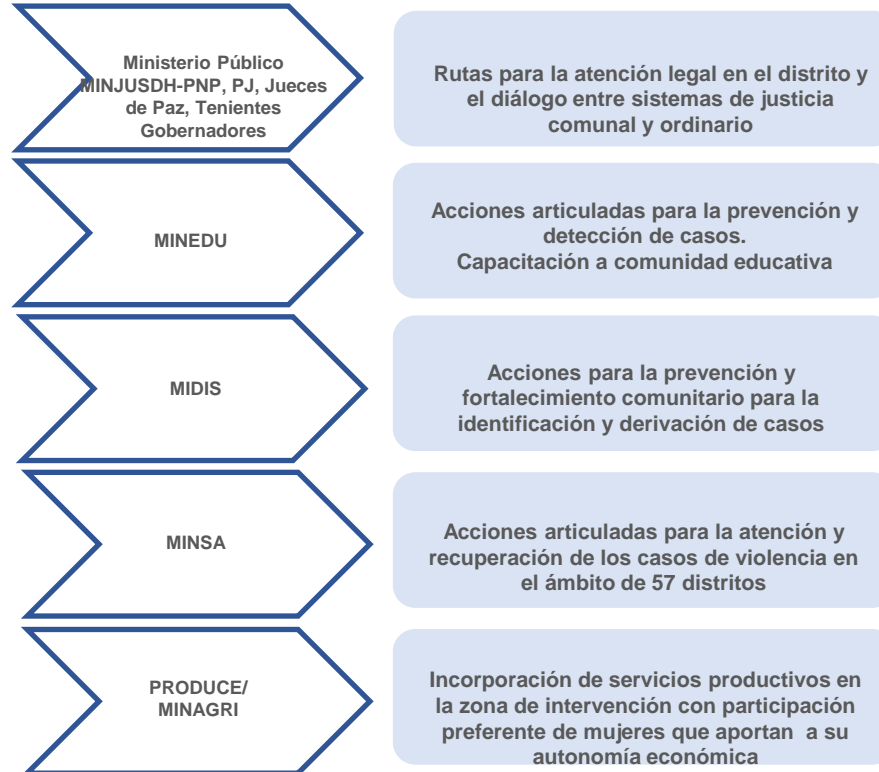 Ministerio Público
MINJUSDH-PNP, PJ, Jueces
de Paz, Tenientes
Gobernadores
Rutas para la atención legal en el distrito y
el diálogo entre sistemas de justicia
comunal y ordinario
MINEDU
Acciones articuladas para la prevención y
detección de casos.
Capacitación a comunidad educativa
MIDIS
Acciones para la prevención y
fortalecimiento comunitario para la
identificación y derivación de casos
MINSA
Acciones articuladas para la atención y
recuperación de los casos de violencia en
el ámbito de 57 distritos
PRODUCE/
MINAGRI
Incorporación de servicios productivos en
la zona de intervención con participación
preferente de mujeres que aportan a su
autonomía económica